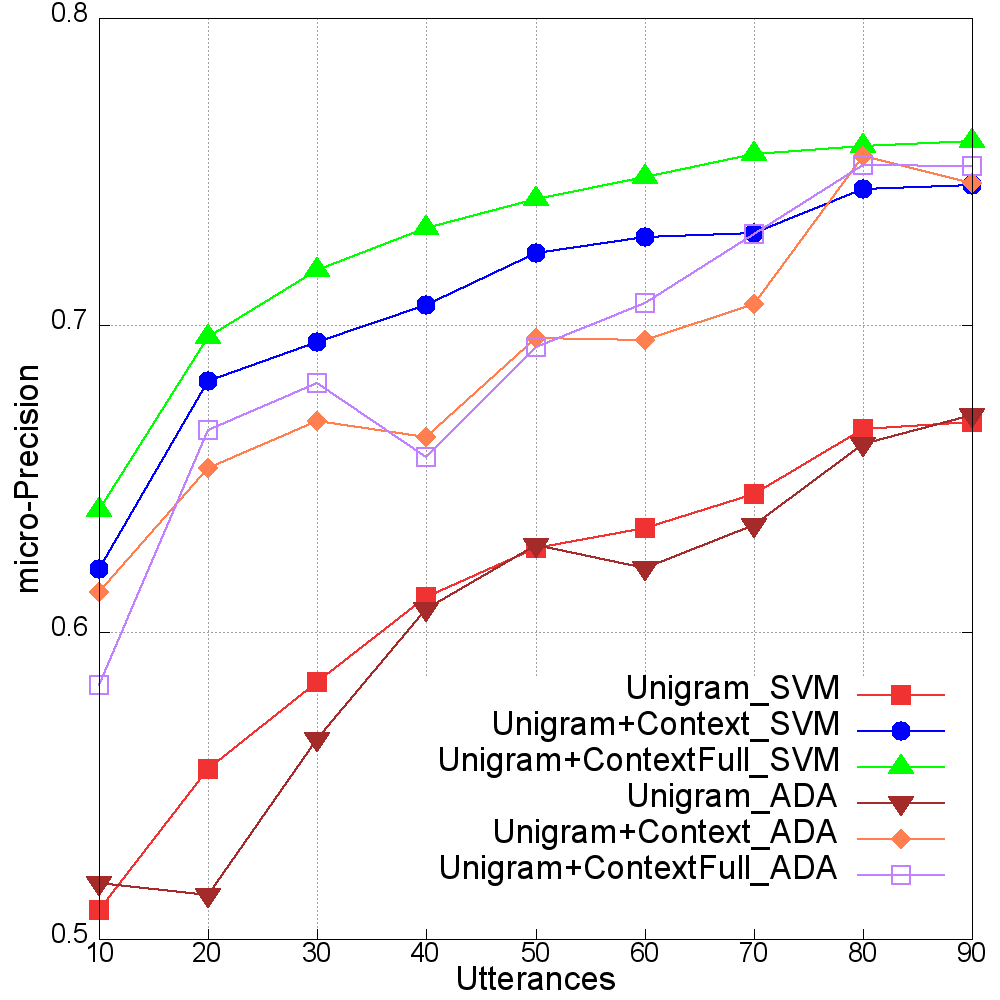 0.8
0.7
0.6
0.5
micro-Precision
Unigram_SVM
Unigram+Context_SVM
Unigram+ContextFull_SVM
Unigram_ADA
Unigram+Context_ADA
Unigram+ContextFull_ADA
10 20 30 40 50 60 70 80 90
Utterances